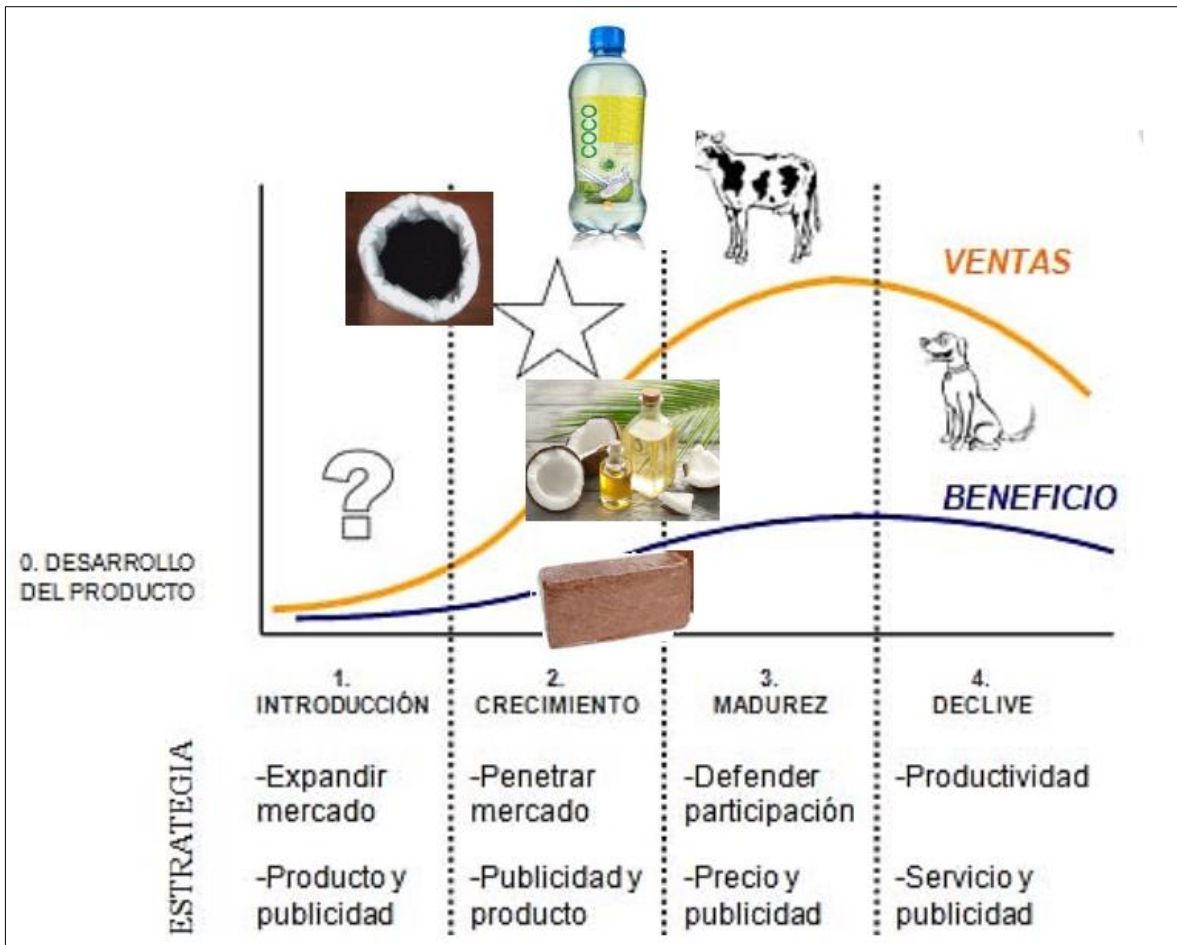 COCO
VENTAS
?
BENEFICIO
0. DESARROLLO
DEL PRODUCTO
1.
INTRODUCCIÓN
2.
CRECIMIENTO
3.
MADUREZ
4.
DECLIVE
ESTRATEGIA
-Expandir
mercado
-Producto y
publicidad
-Penetrar
mercado
-Publicidad y
producto
-Defender
participación
-Precio y
publicidad
-Productividad
-Servicio y
publicidad